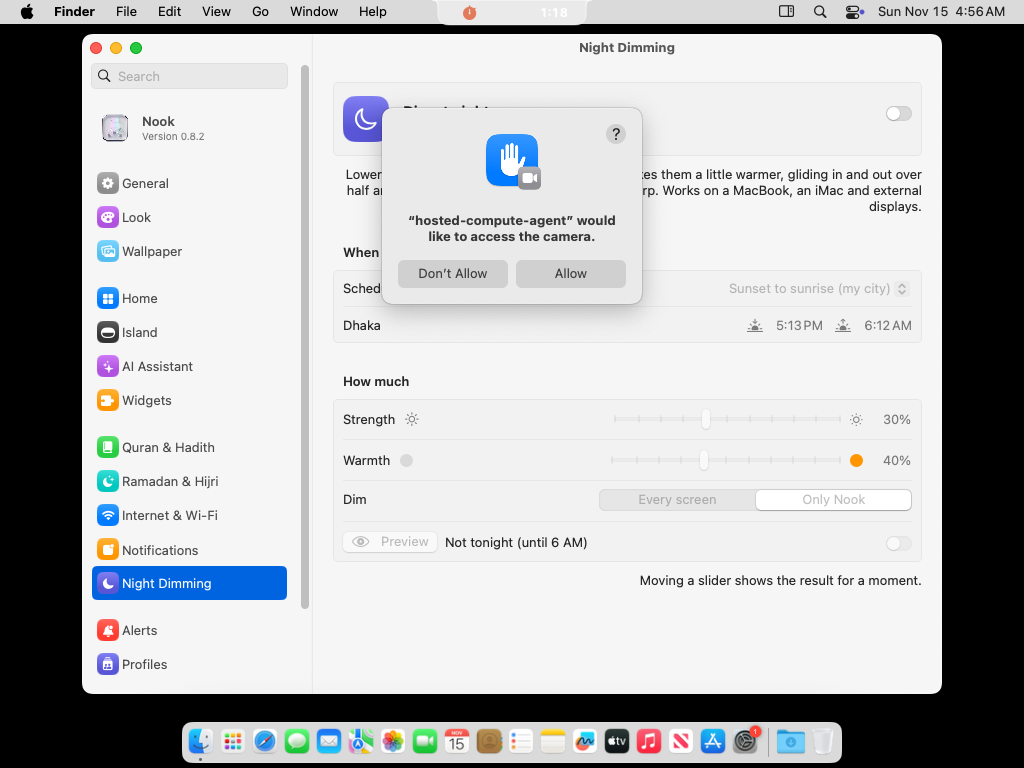 Finder File Edit View Go Window Help 1:18 Sun Nov 15 4:56 AM
Night Dimming
Search
Nook
Version 0.8.2
General
Look
Wallpaper
Home
Island
AI Assistant
Widgets
Quran & Hadith
Ramadan & Hijri
Internet & Wi-Fi
Notifications
Night Dimming
Alerts
Profiles
?
“hosted-compute-agent” would
like to access the camera.
Don’t Allow Allow
Lower
them a little warmer, gliding in and out over
half
Works on a MacBook, an iMac and external
displays.
When
Sunset to sunrise (my city)
Dhaka 5:13 PM 6:12 AM
How much
Strength 30%
Warmth 40%
Dim Every screen Only Nook
Preview Not tonight (until 6 AM)
Moving a slider shows the result for a moment.
NOV
15
tv
1